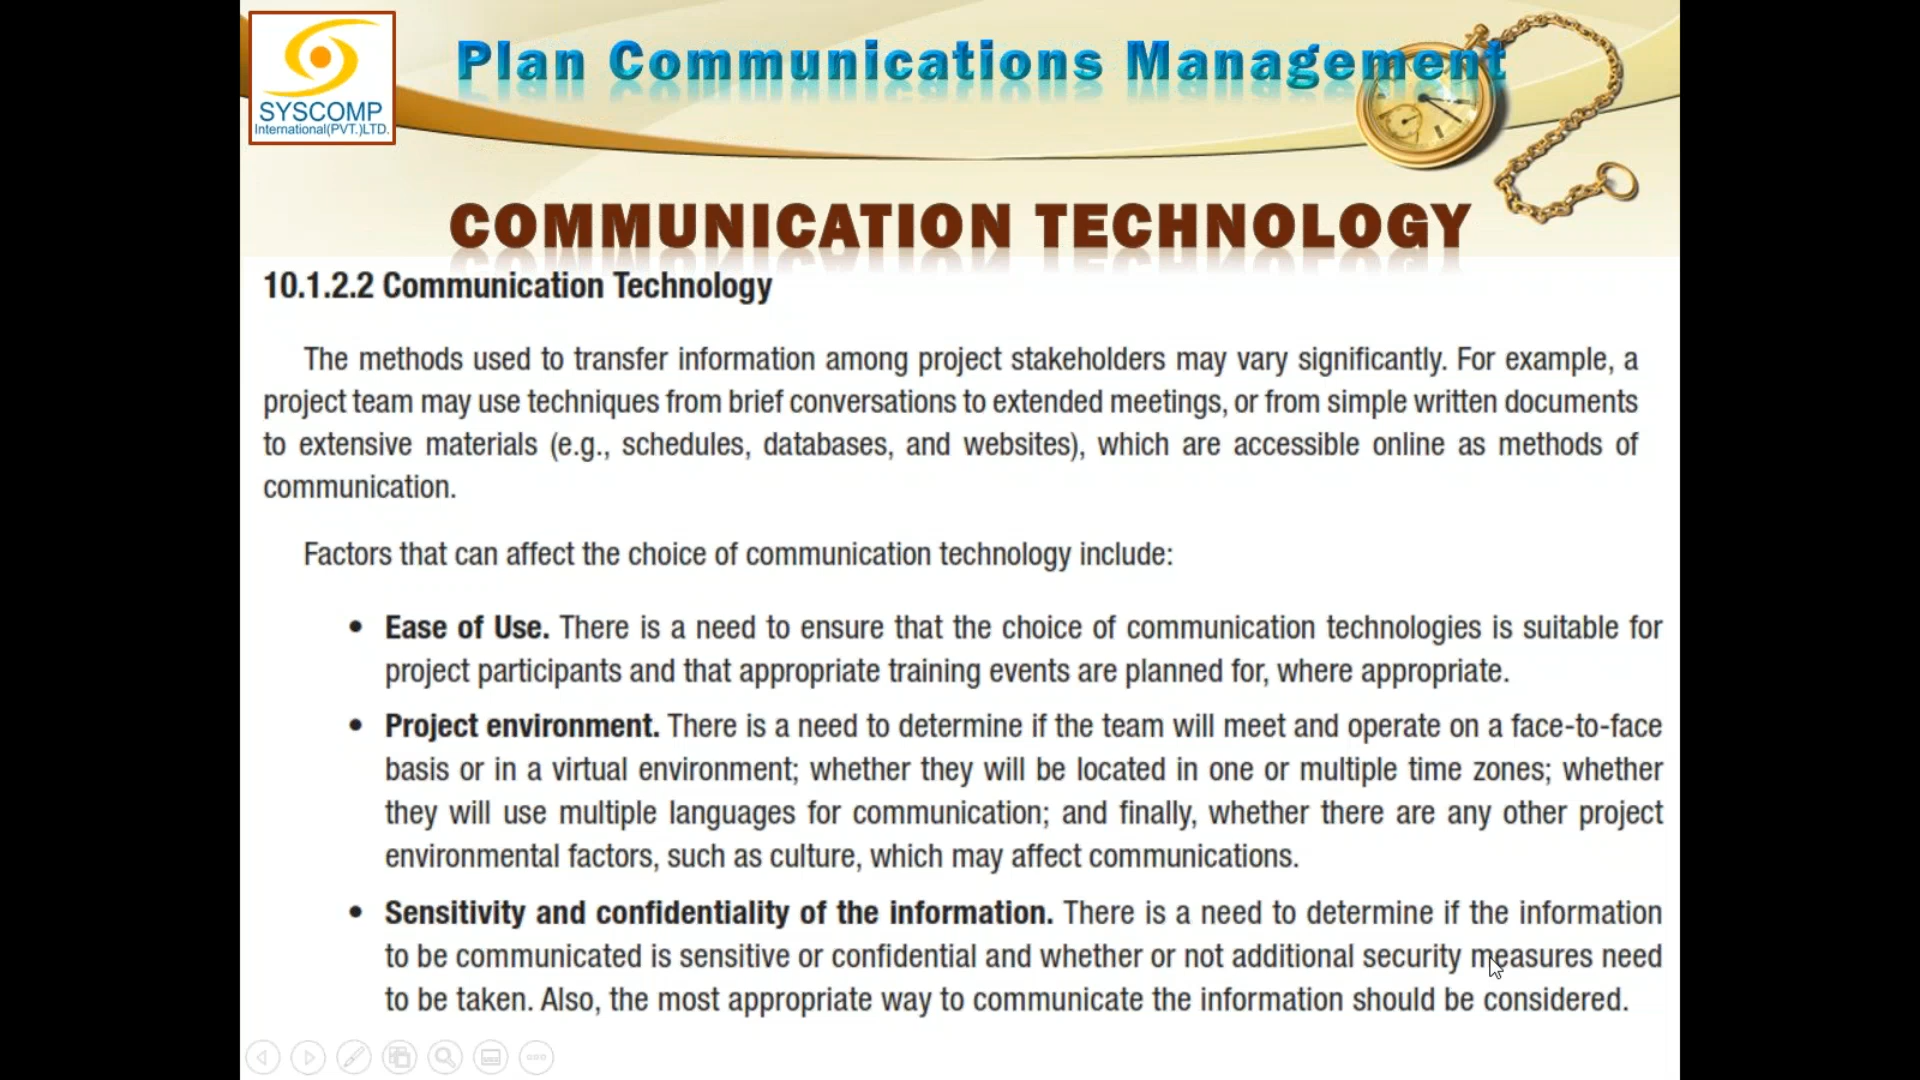 SYSCOMP
International(PVT.)LTD.
Plan Communications Management
COMMUNICATION TECHNOLOGY
10.1.2.2 Communication Technology
The methods used to transfer information among project stakeholders may vary significantly. For example, a
project team may use techniques from brief conversations to extended meetings, or from simple written documents
to extensive materials (e.g., schedules, databases, and websites), which are accessible online as methods of
communication.
Factors that can affect the choice of communication technology include:
• Ease of Use. There is a need to ensure that the choice of communication technologies is suitable for
project participants and that appropriate training events are planned for, where appropriate.
• Project environment. There is a need to determine if the team will meet and operate on a face-to-face
basis or in a virtual environment; whether they will be located in one or multiple time zones; whether
they will use multiple languages for communication; and finally, whether there are any other project
environmental factors, such as culture, which may affect communications.
• Sensitivity and confidentiality of the information. There is a need to determine if the information
to be communicated is sensitive or confidential and whether or not additional security measures need
to be taken. Also, the most appropriate way to communicate the information should be considered.